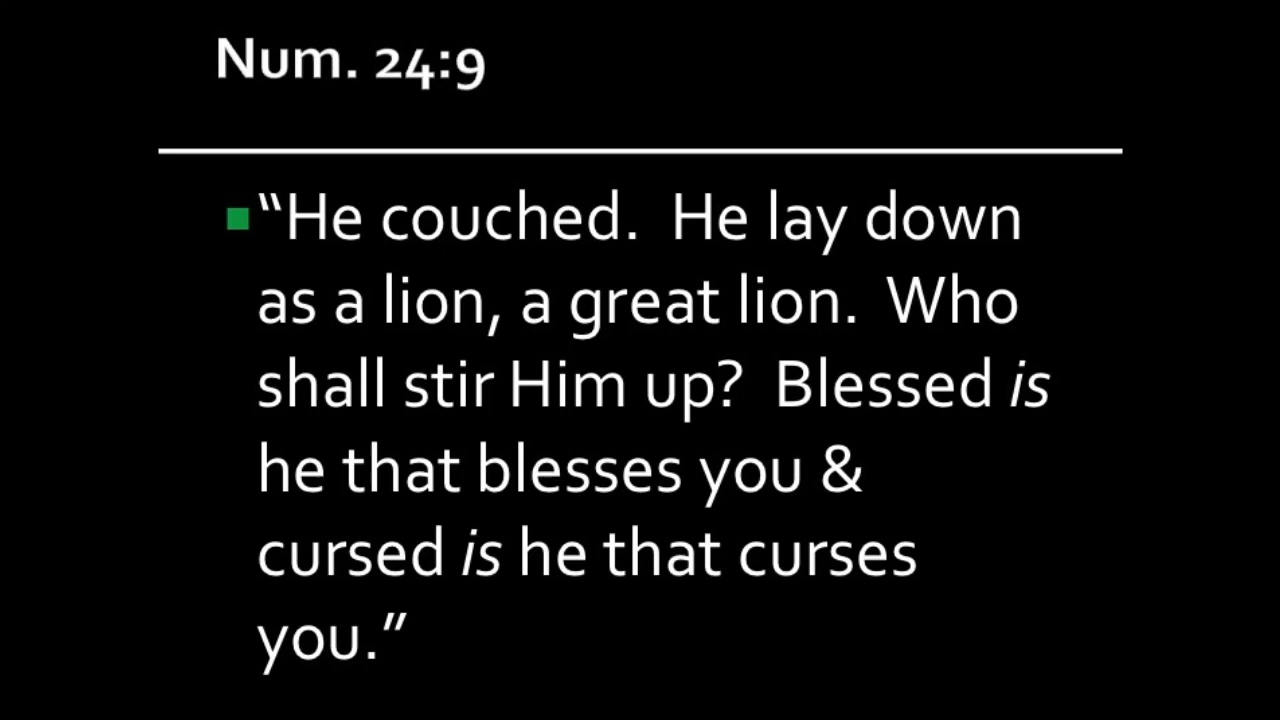 Num. 24:9
“He couched.  He lay down
as a lion, a great lion.  Who
shall stir Him up?  Blessed is
he that blesses you &
cursed is he that curses
you.”